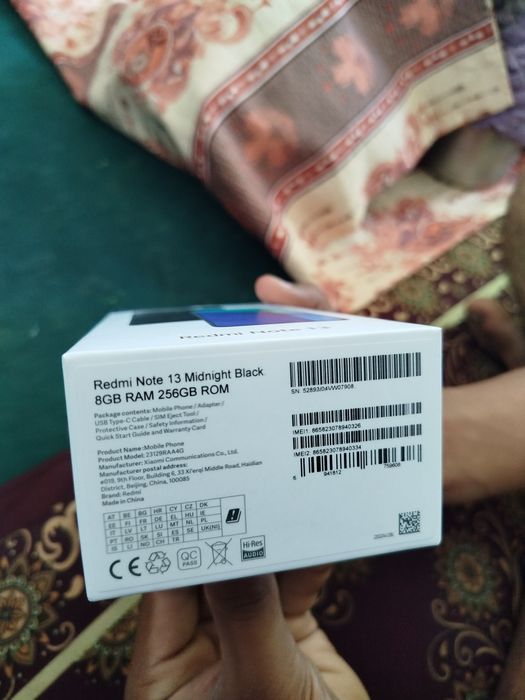 Redmi Note 13
Redmi Note 13 Midnight Black
8GB RAM 256GB ROM
Package contents: Mobile Phone / Adapter /
USB Type-C Cable / SIM Eject Tool /
Protective Case / Safety Information /
Quick Start Guide and Warranty Card
Product Name: Mobile Phone
Product Model: 23129RAA4G
Manufacturer: Xiaomi Communications Co., Ltd.
Manufacturer postal address:
#019, 9th Floor, Building 6, 33 Xi'erqi Middle Road, Haidian
District, Beijing, China, 100085
Brand: Redmi
Made in China
AT BE BG HR CY CZ DK
EE FI FR DE EL HU IE
IT LV LT LU MT NL PL
PT RO SK SI ES SE UK(NI)
IS LI NO CH TR
CE
QC
PASS
Hi-Res
AUDIO
SN: 52893/04VW07908
IMEI1: 865823078940326
IMEI2: 865823078940334
6 941812 759608
2024/06